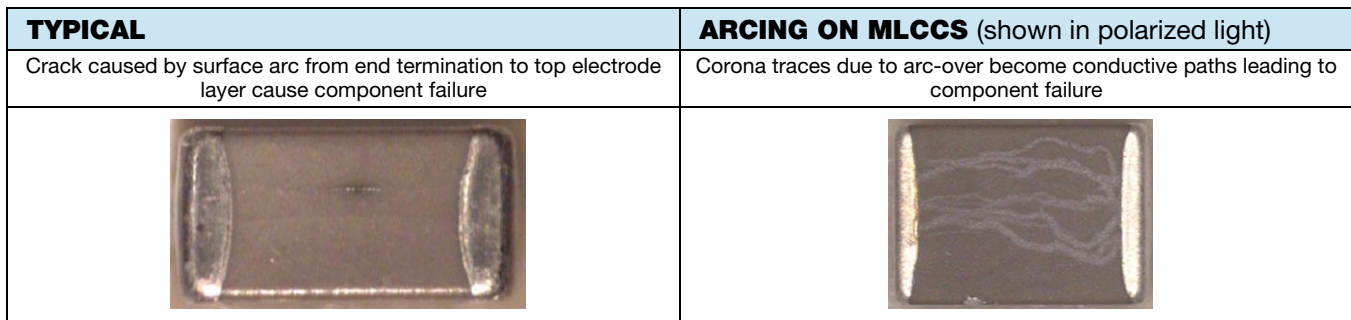 TYPICAL
ARCING ON MLCCS (shown in polarized light)
Crack caused by surface arc from end termination to top electrode
layer cause component failure
Corona traces due to arc-over become conductive paths leading to
component failure